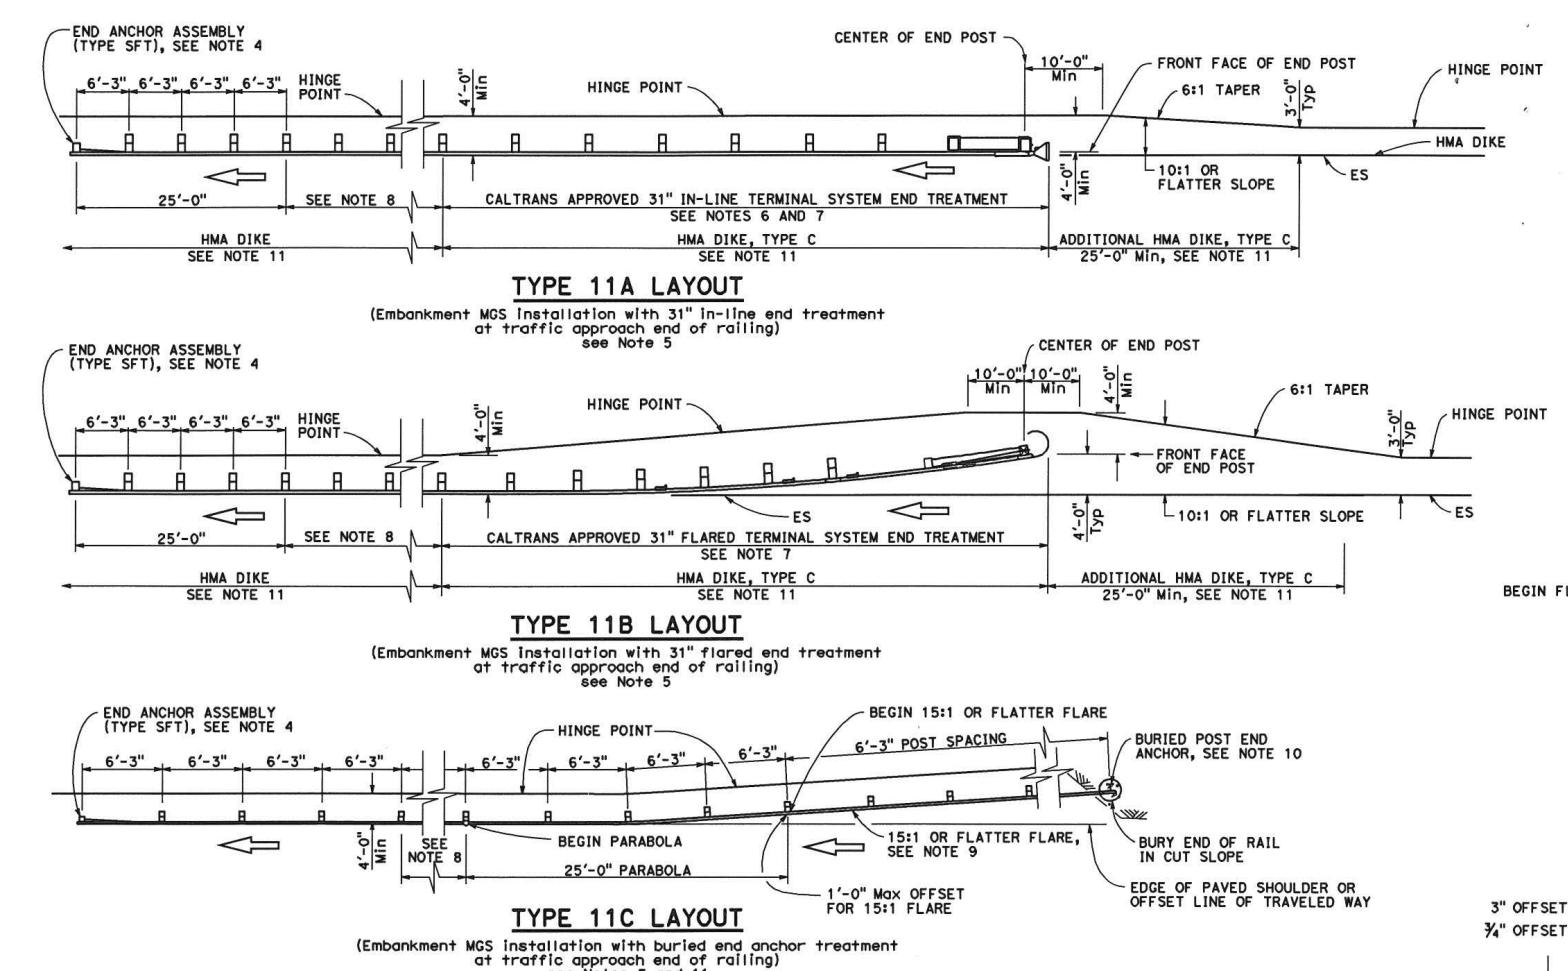 END ANCHOR ASSEMBLY
(TYPE SFT), SEE NOTE 4
6'-3" 6'-3" 6'-3" 6'-3"
HINGE
POINT
4'-0"
Min
HINGE POINT
CENTER OF END POST
10'-0"
Min
FRONT FACE OF END POST
6:1 TAPER
3'-0"
Typ
HINGE POINT
HMA DIKE
ES
10:1 OR
FLATTER SLOPE
4'-0"
Min
25'-0"
SEE NOTE 8
CALTRANS APPROVED 31" IN-LINE TERMINAL SYSTEM END TREATMENT
SEE NOTES 6 AND 7
HMA DIKE
SEE NOTE 11
HMA DIKE, TYPE C
SEE NOTE 11
ADDITIONAL HMA DIKE, TYPE C
25'-0" Min, SEE NOTE 11
TYPE 11A LAYOUT
(Embankment MGS installation with 31" in-line end treatment
at traffic approach end of railing)
see Note 5
END ANCHOR ASSEMBLY
(TYPE SFT), SEE NOTE 4
6'-3" 6'-3" 6'-3" 6'-3"
HINGE
POINT
4'-0"
Min
HINGE POINT
CENTER OF END POST
10'-0" 10'-0"
Min Min
4'-0"
Min
6:1 TAPER
3'-0"
Typ
HINGE POINT
FRONT FACE
OF END POST
ES
4'-0"
Typ
10:1 OR FLATTER SLOPE
ES
25'-0"
SEE NOTE 8
CALTRANS APPROVED 31" FLARED TERMINAL SYSTEM END TREATMENT
SEE NOTE 7
HMA DIKE
SEE NOTE 11
HMA DIKE, TYPE C
SEE NOTE 11
ADDITIONAL HMA DIKE, TYPE C
25'-0" Min, SEE NOTE 11
BEGIN FL
TYPE 11B LAYOUT
(Embankment MGS installation with 31" flared end treatment
at traffic approach end of railing)
see Note 5
END ANCHOR ASSEMBLY
(TYPE SFT), SEE NOTE 4
6'-3" 6'-3" 6'-3" 6'-3" 6'-3" 6'-3" 6'-3" 6'-3"
HINGE POINT
BEGIN 15:1 OR FLATTER FLARE
6'-3" POST SPACING
BURIED POST END
ANCHOR, SEE NOTE 10
4'-0"
Min
SEE
NOTE 8
BEGIN PARABOLA
25'-0" PARABOLA
15:1 OR FLATTER FLARE,
SEE NOTE 9
BURY END OF RAIL
IN CUT SLOPE
1'-0" Max OFFSET
FOR 15:1 FLARE
EDGE OF PAVED SHOULDER OR
OFFSET LINE OF TRAVELED WAY
3" OFFSET
¾" OFFSET
TYPE 11C LAYOUT
(Embankment MGS installation with buried end anchor treatment
at traffic approach end of railing)
see Notes 5 and 11